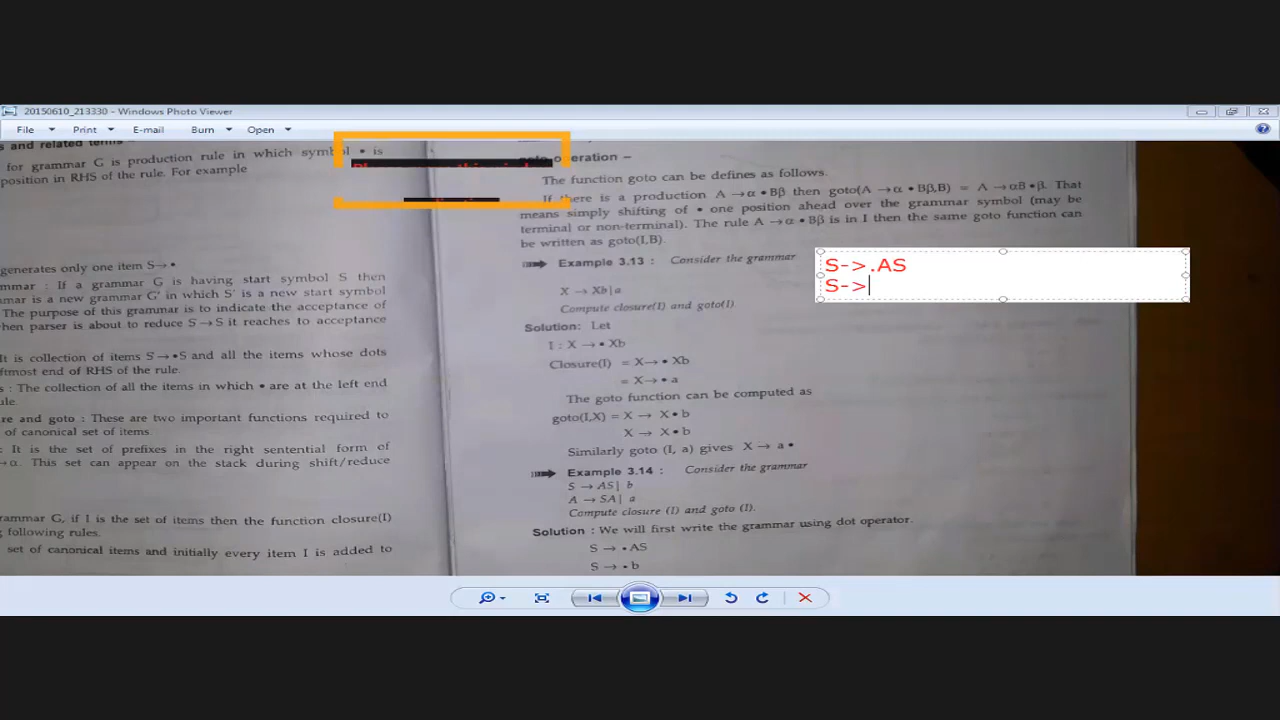 20150610_213330 - Windows Photo Viewer
File Print E-mail Burn Open
s and related terms –
for grammar G is production rule in which symbol • is
position in RHS of the rule. For example
generates only one item S→•
mmar : If a grammar G is having start symbol S then
mar is a new grammar G' in which S' is a new start symbol
The purpose of this grammar is to indicate the acceptance of
hen parser is about to reduce S'→S it reaches to acceptance
It is collection of items S→•S and all the items whose dots
ftmost end of RHS of the rule.
s : The collection of all the items in which • are at the left end
ule.
re and goto : These are two important functions required to
of canonical set of items.
: It is the set of prefixes in the right sentential form of
→α. This set can appear on the stack during shift/reduce
rammar G, if I is the set of items then the function closure(I)
g following rules.
set of canonical items and initially every item I is added to
goto operation –
The function goto can be defined as follows.
If there is a production A →α • Bβ then goto(A →α • Bβ,B) = A →αB •β. That
means simply shifting of • one position ahead over the grammar symbol (may be
terminal or non-terminal). The rule A →α • Bβ is in I then the same goto function can
be written as goto(I,B).
Example 3.13 : Consider the grammar
X → Xb|a
Compute closure(I) and goto(I).
Solution: Let
I : X → • Xb
Closure(I) = X→ • Xb
= X→ • a
The goto function can be computed as
goto(I,X) = X → X•b
X → X•b
Similarly goto (I, a) gives X → a •
Example 3.14 : Consider the grammar
S → AS| b
A → SA| a
Compute closure (I) and goto (I).
Solution : We will first write the grammar using dot operator.
S → • AS
S → • b
S->.AS
S->